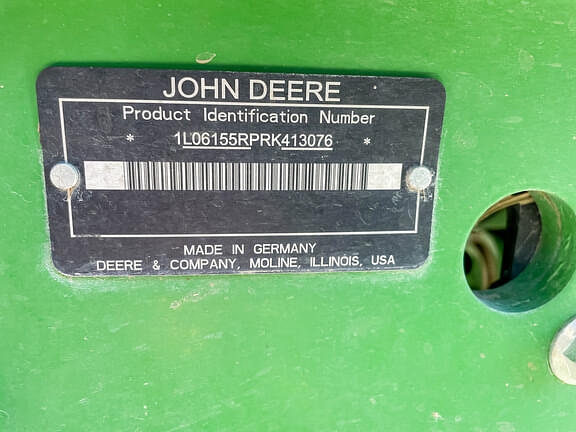 JOHN DEERE
Product Identification Number
* 1L06155RPRK413076 *
MADE IN GERMANY
DEERE & COMPANY, MOLINE, ILLINOIS, USA